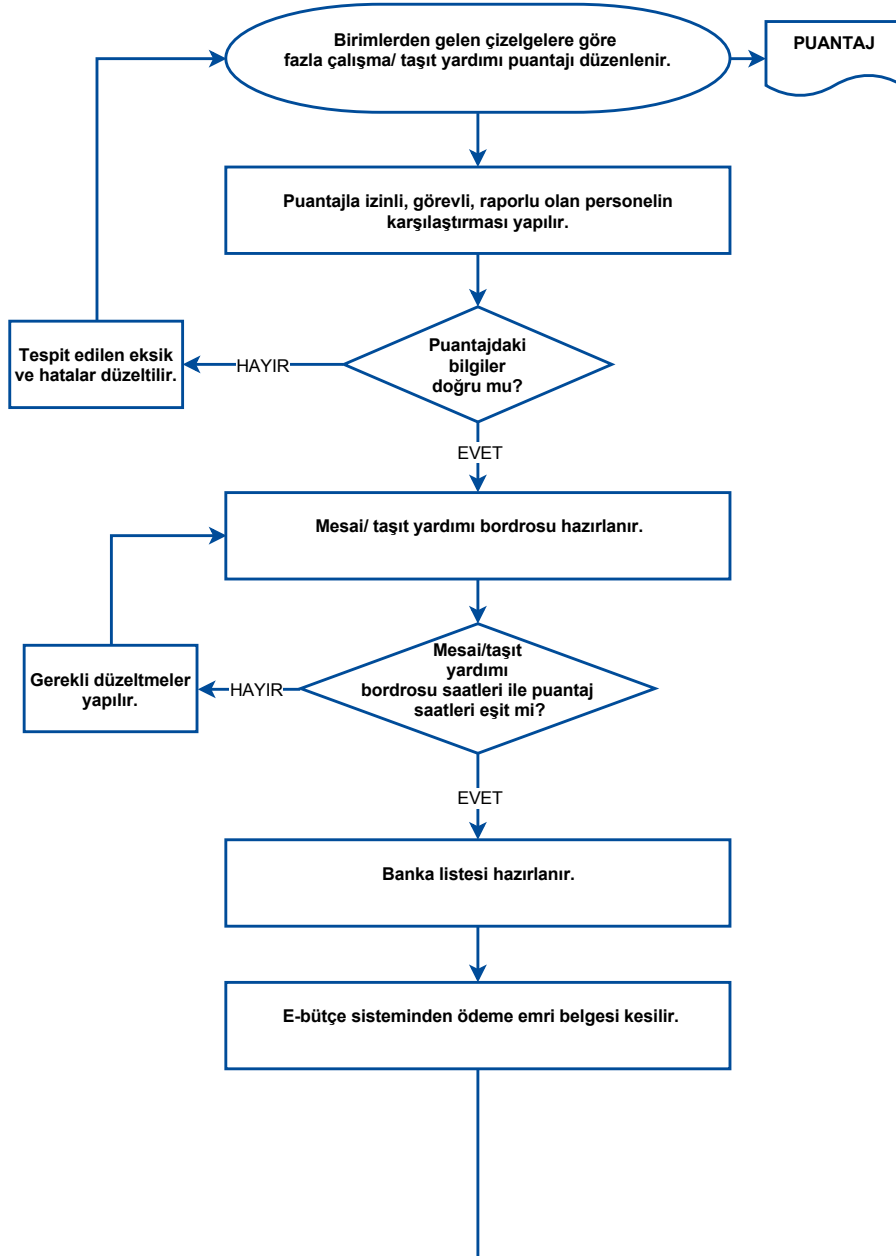 Birimlerden gelen çizelgelere göre
fazla çalışma/ taşıt yardımı puantajı düzenlenir.
PUANTAJ
Puantajla izinli, görevli, raporlu olan personelin
karşılaştırması yapılır.
Puantajdaki
bilgiler
doğru mu?
HAYIR
Tespit edilen eksik
ve hatalar düzeltilir.
EVET
Mesai/ taşıt yardımı bordrosu hazırlanır.
Mesai/taşıt
yardımı
bordrosu saatleri ile puantaj
saatleri eşit mi?
HAYIR
Gerekli düzeltmeler
yapılır.
EVET
Banka listesi hazırlanır.
E-bütçe sisteminden ödeme emri belgesi kesilir.